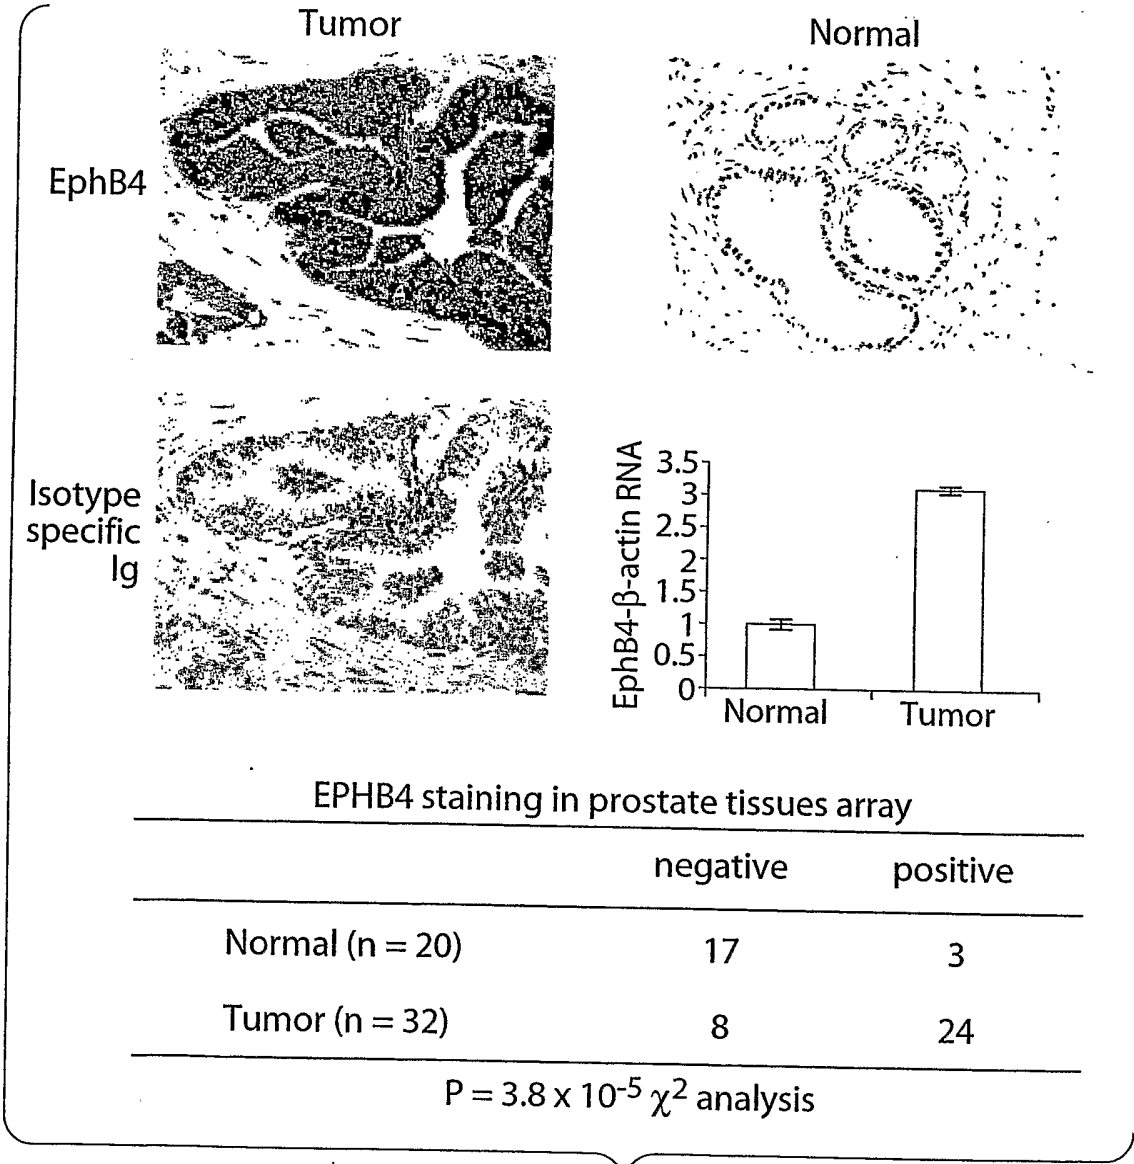 Tumor
Normal
EphB4
Isotype
specific
Ig
EphB4-β-actin RNA
3.5
3
2.5
2
1.5
1
0.5
0
Normal
Tumor
EPHB4 staining in prostate tissues array
negative positive
Normal (n = 20) 17 3
Tumor (n = 32) 8 24
P = 3.8 x 10⁻⁵ χ² analysis